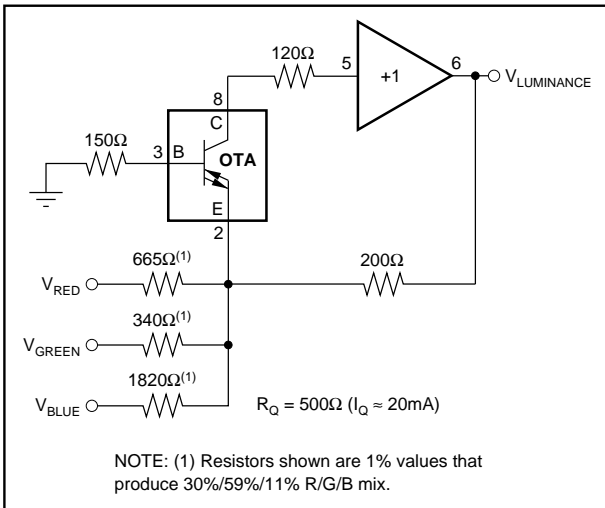 120Ω
5
+1
6
V_LUMINANCE
8
C
150Ω
3
B
OTA
E
2
665Ω(1)
V_RED
200Ω
340Ω(1)
V_GREEN
1820Ω(1)
V_BLUE
R_Q = 500Ω (I_Q ≈ 20mA)
NOTE: (1) Resistors shown are 1% values that
produce 30%/59%/11% R/G/B mix.